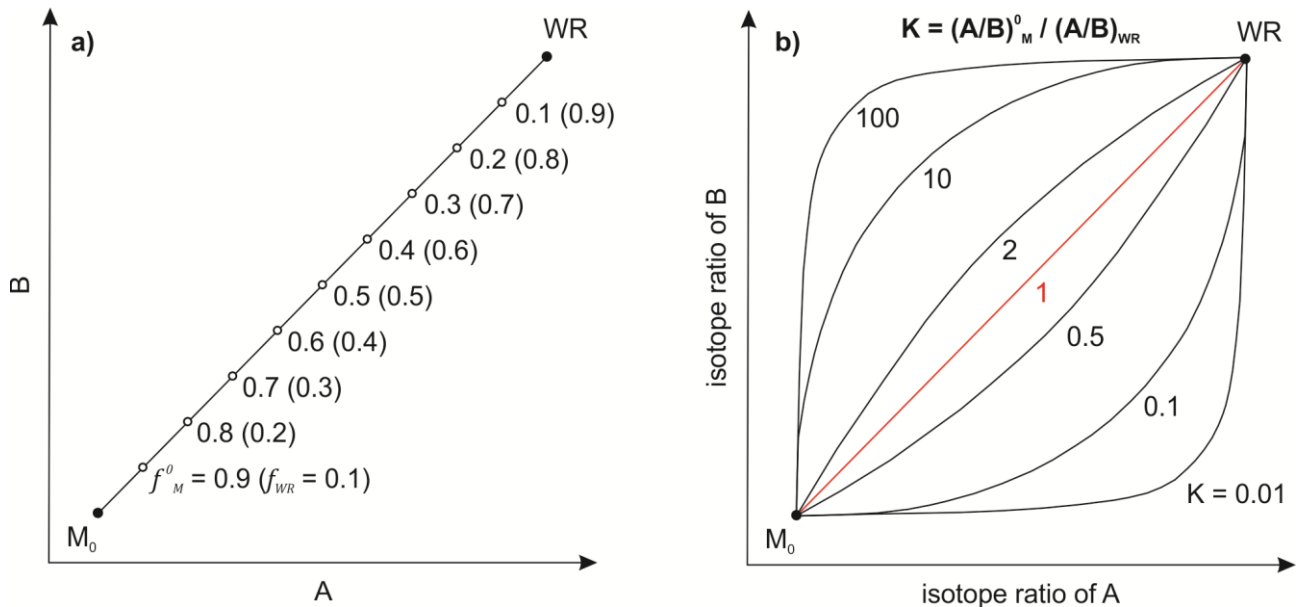 a)
WR
0.1 (0.9)
0.2 (0.8)
0.3 (0.7)
0.4 (0.6)
0.5 (0.5)
0.6 (0.4)
0.7 (0.3)
0.8 (0.2)
f⁰M = 0.9 (fWR = 0.1)
M₀
B
A
b)
K = (A/B)⁰M / (A/B)WR
WR
100
10
2
1
0.5
0.1
K = 0.01
M₀
isotope ratio of B
isotope ratio of A